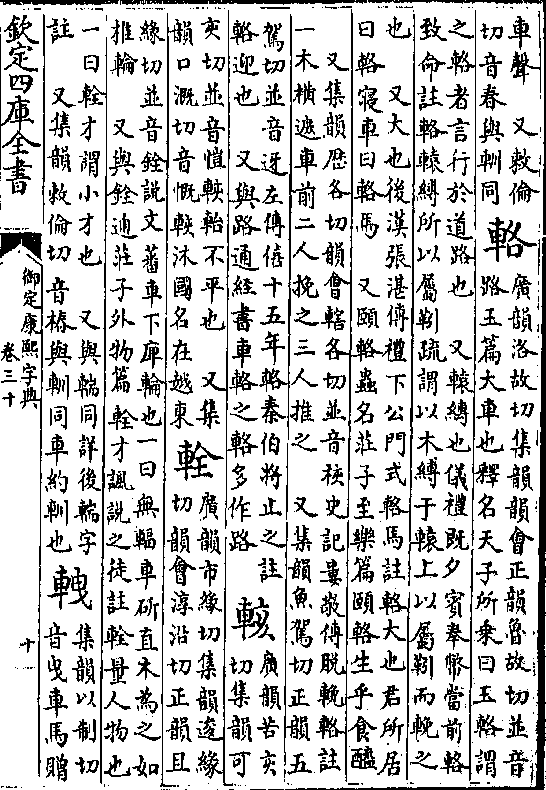 車聲　又敕倫切音春與輴同
輅
廣韻洛故切集韻韻會正韻魯故切並音路玉篇大車也釋名天子所乘曰玉輅謂
之輅者言行於道路也　又轅縛也儀禮既夕賓奉幣當前輅
致命註輅轅縛所以屬靷疏謂以木縛于轅上以屬靷而輓之
也　又大也後漢張湛傳禮下公門式輅馬註輅大也君所居
曰輅寢車曰輅馬　又頤輅蟲名莊子至樂篇頤輅生乎食醯
又集韻歷各切韻會轄各切並音核史記婁敬傳脫輓輅註
一木橫遮車前二人挽之三人推之　又集韻魚駕切正韻五
駕切並音迓左傳僖十五年輅秦伯將止之註
輅迎也　又與路通經書車輅之輅多作路
輆
廣韻苦亥切集韻可
亥切並音愷輆軩不平也　又集
韻口溉切音慨輆沐國名在越東
輇
廣韻市緣切集韻逡緣切韻會淳沿切正韻且
緣切並音銓說文蕃車下庳輪也一曰無輻車斫直木爲之如
椎輪　又與銓通莊子外物篇輇才諷說之徒註輇量人物也
一曰輇才謂小才也　又與輲同詳後輲字
註　又集韻敕倫切音椿與輴同車約輴也
𨋮
集韻以制切音曳車馬贈
欽定四庫全書
御定康熙字典
卷三十
十